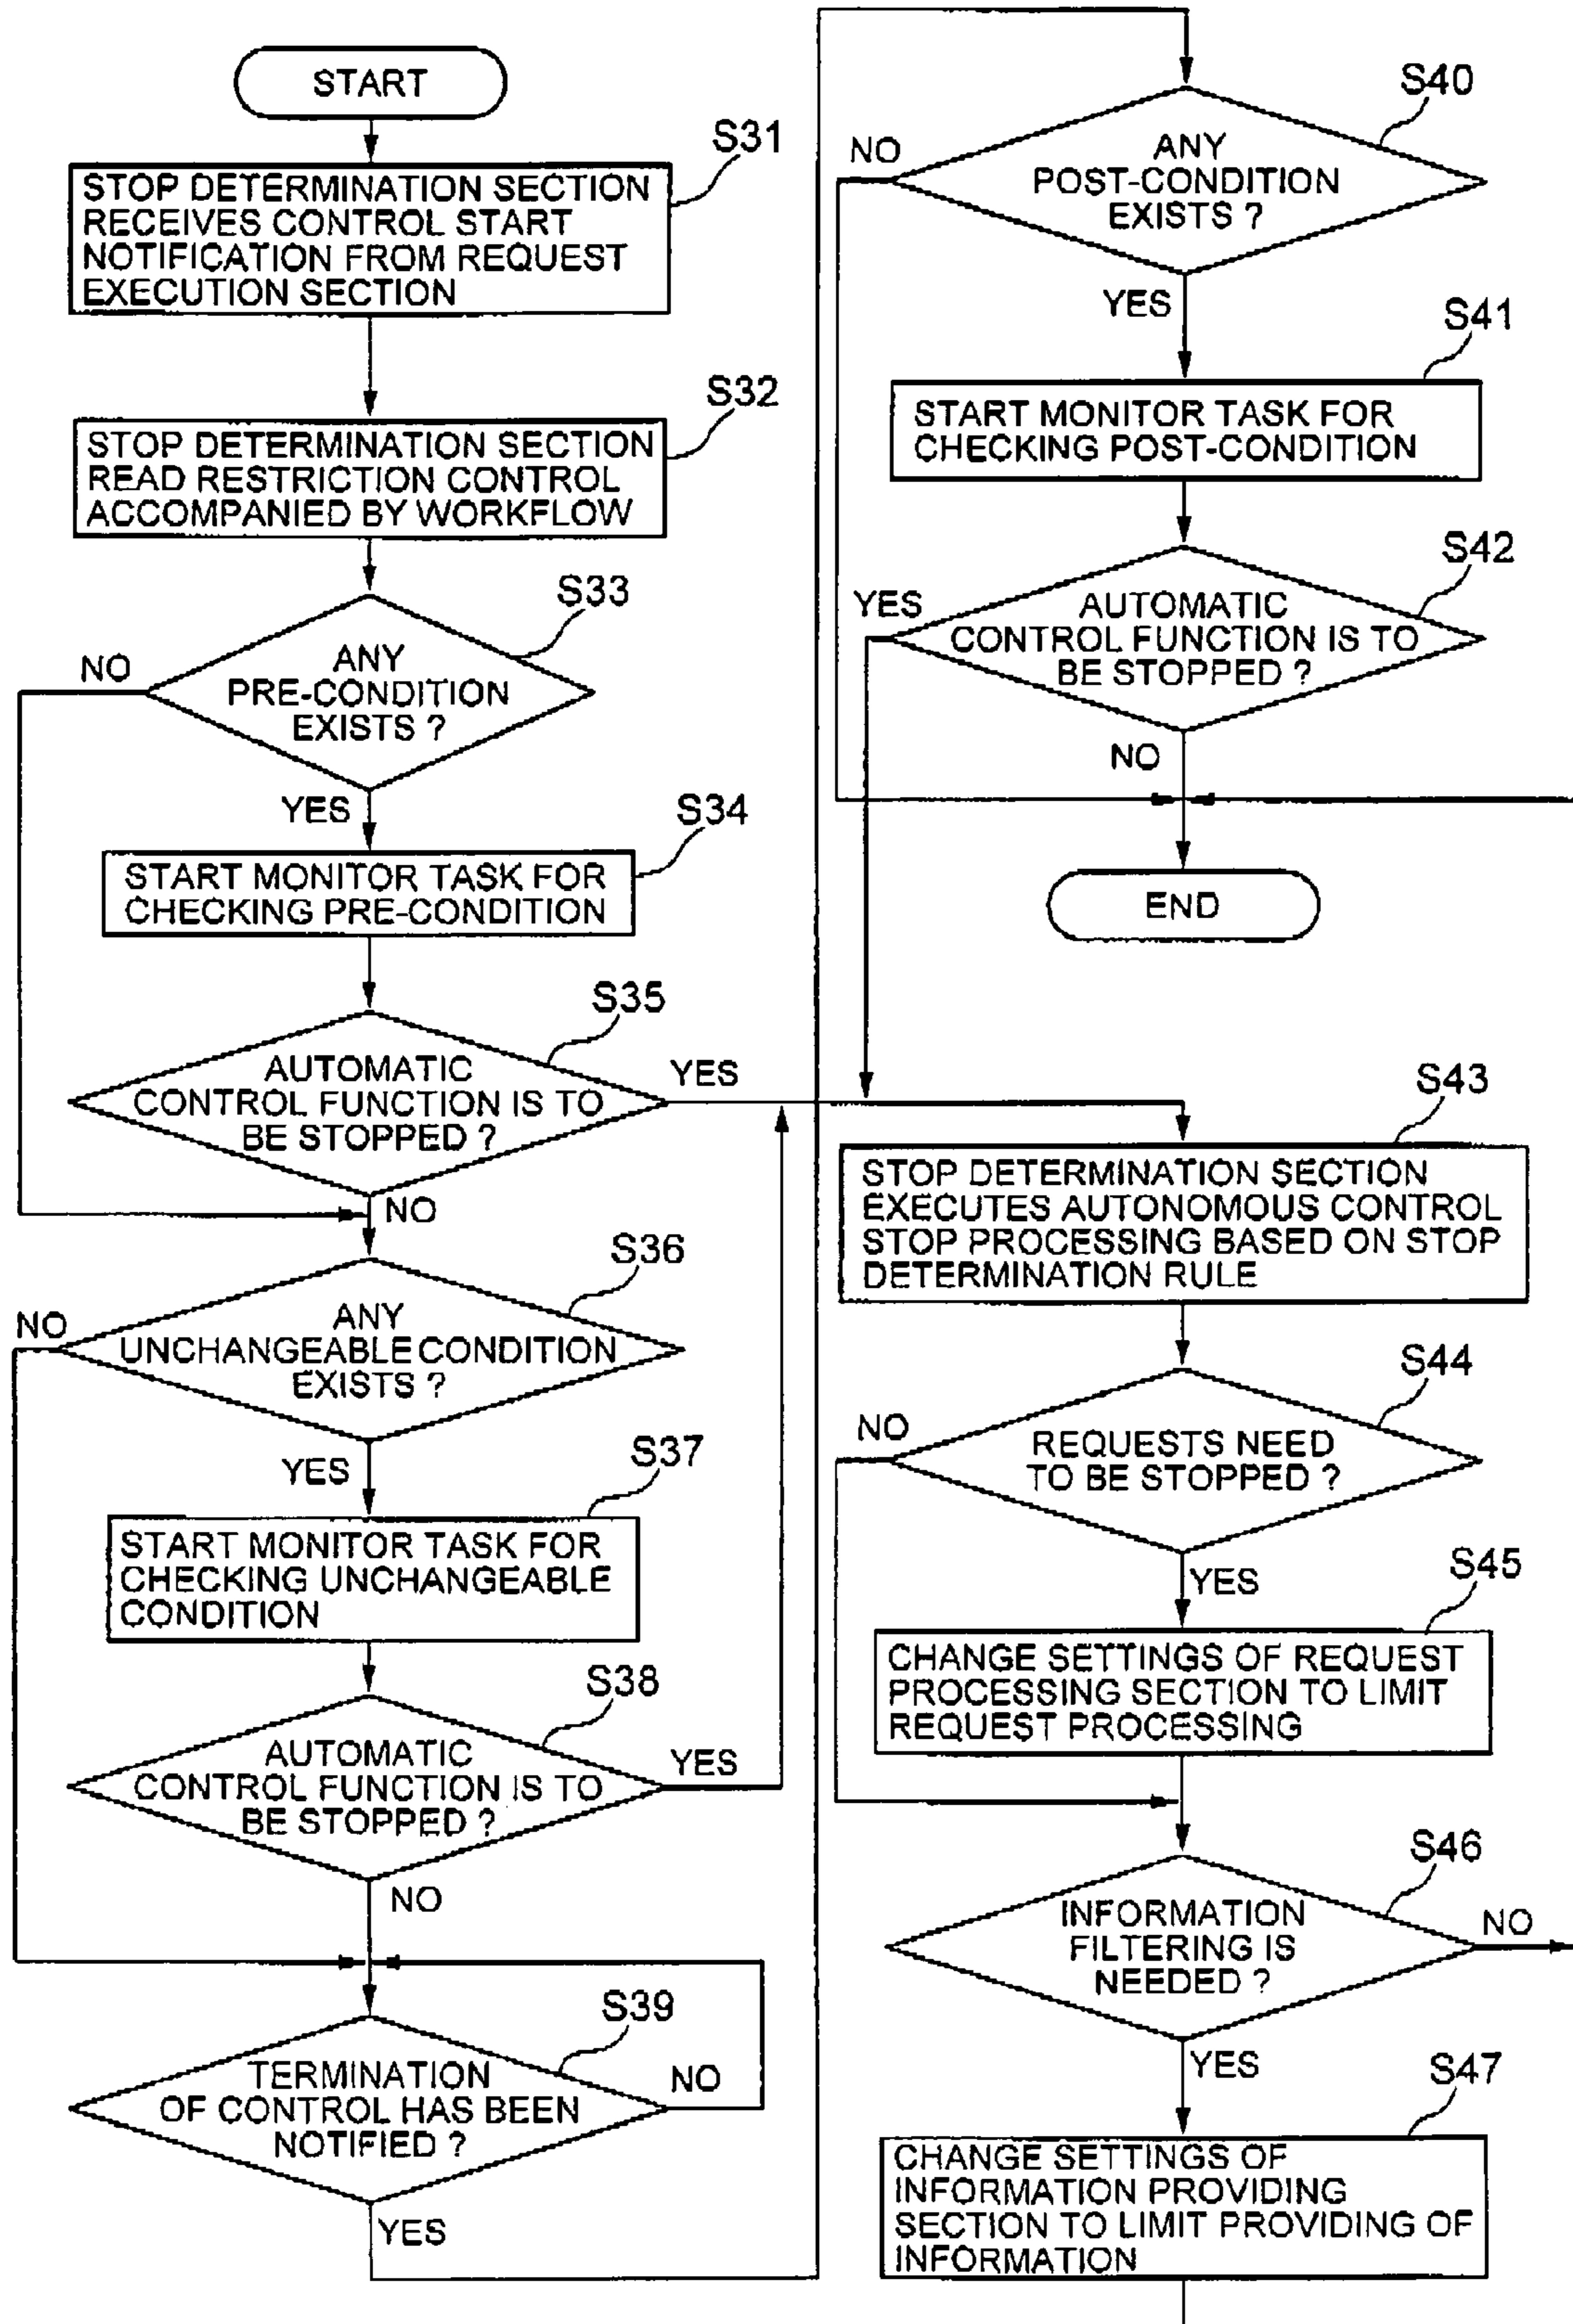 START
S31
STOP DETERMINATION SECTION
RECEIVES CONTROL START
NOTIFICATION FROM REQUEST
EXECUTION SECTION
S32
STOP DETERMINATION SECTION
READ RESTRICTION CONTROL
ACCOMPANIED BY WORKFLOW
S33
NO
ANY
PRE-CONDITION
EXISTS ?
YES
S34
START MONITOR TASK FOR
CHECKING PRE-CONDITION
S35
AUTOMATIC
CONTROL FUNCTION IS TO
BE STOPPED ?
YES
NO
S36
NO
ANY
UNCHANGEABLE CONDITION
EXISTS ?
YES
S37
START MONITOR TASK FOR
CHECKING UNCHANGEABLE
CONDITION
S38
AUTOMATIC
CONTROL FUNCTION IS TO
BE STOPPED ?
YES
NO
S39
TERMINATION
OF CONTROL HAS BEEN
NOTIFIED ?
NO
YES
S40
NO
ANY
POST-CONDITION
EXISTS ?
YES
S41
START MONITOR TASK FOR
CHECKING POST-CONDITION
S42
YES
AUTOMATIC
CONTROL FUNCTION IS TO
BE STOPPED ?
NO
END
S43
STOP DETERMINATION SECTION
EXECUTES AUTONOMOUS CONTROL
STOP PROCESSING BASED ON STOP
DETERMINATION RULE
S44
NO
REQUESTS NEED
TO BE STOPPED ?
YES
S45
CHANGE SETTINGS OF REQUEST
PROCESSING SECTION TO LIMIT
REQUEST PROCESSING
S46
INFORMATION
FILTERING IS
NEEDED ?
NO
YES
S47
CHANGE SETTINGS OF
INFORMATION PROVIDING
SECTION TO LIMIT PROVIDING OF
INFORMATION